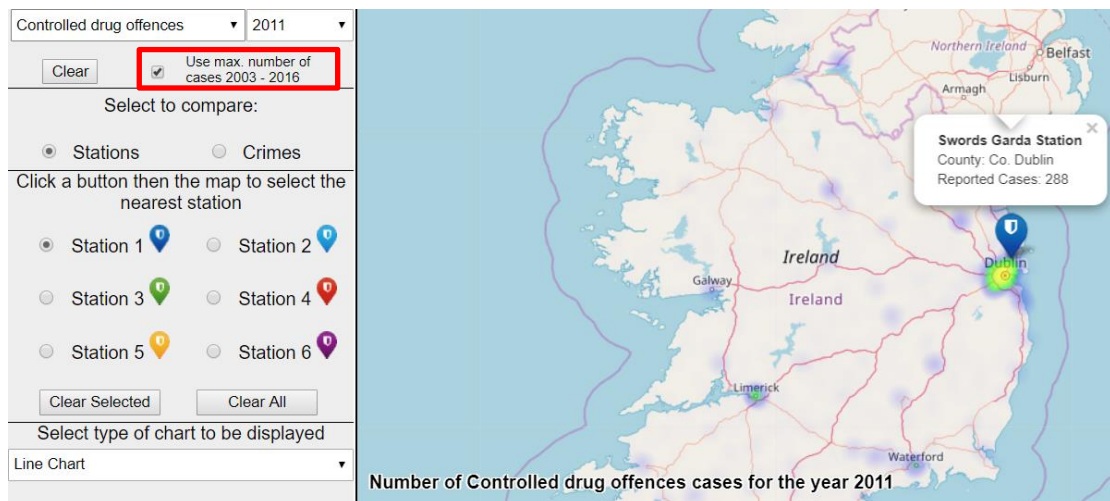 Controlled drug offences
2011
Clear
Use max. number of
cases 2003 - 2016
Select to compare:
Stations
Crimes
Click a button then the map to select the
nearest station
Station 1
Station 2
Station 3
Station 4
Station 5
Station 6
Clear Selected
Clear All
Select type of chart to be displayed
Line Chart
Northern Ireland
Belfast
Lisburn
Armagh
Swords Garda Station
County: Co. Dublin
Reported Cases: 288
×
Ireland
Dublin
Galway
Ireland
Limerick
Waterford
Number of Controlled drug offences cases for the year 2011